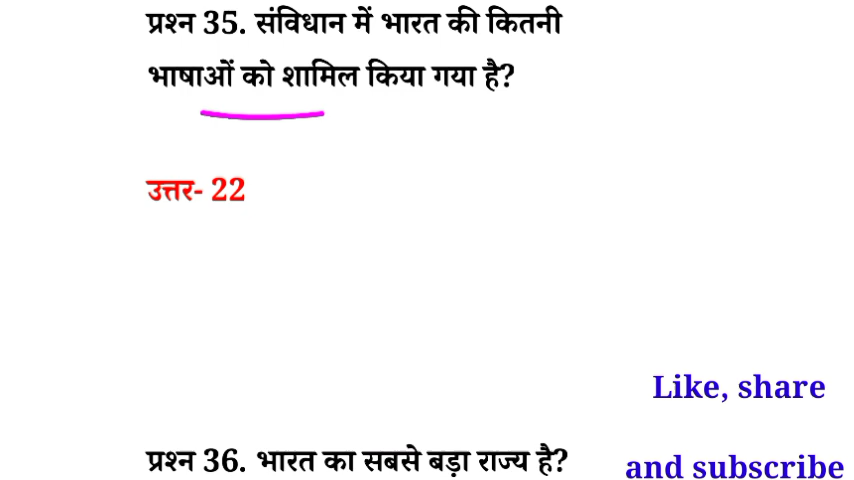 प्रश्न 35. संविधान में भारत की कितनी
भाषाओं को शामिल किया गया है?
उत्तर- 22
Like, share
प्रश्न 36. भारत का सबसे बड़ा राज्य है?
and subscribe